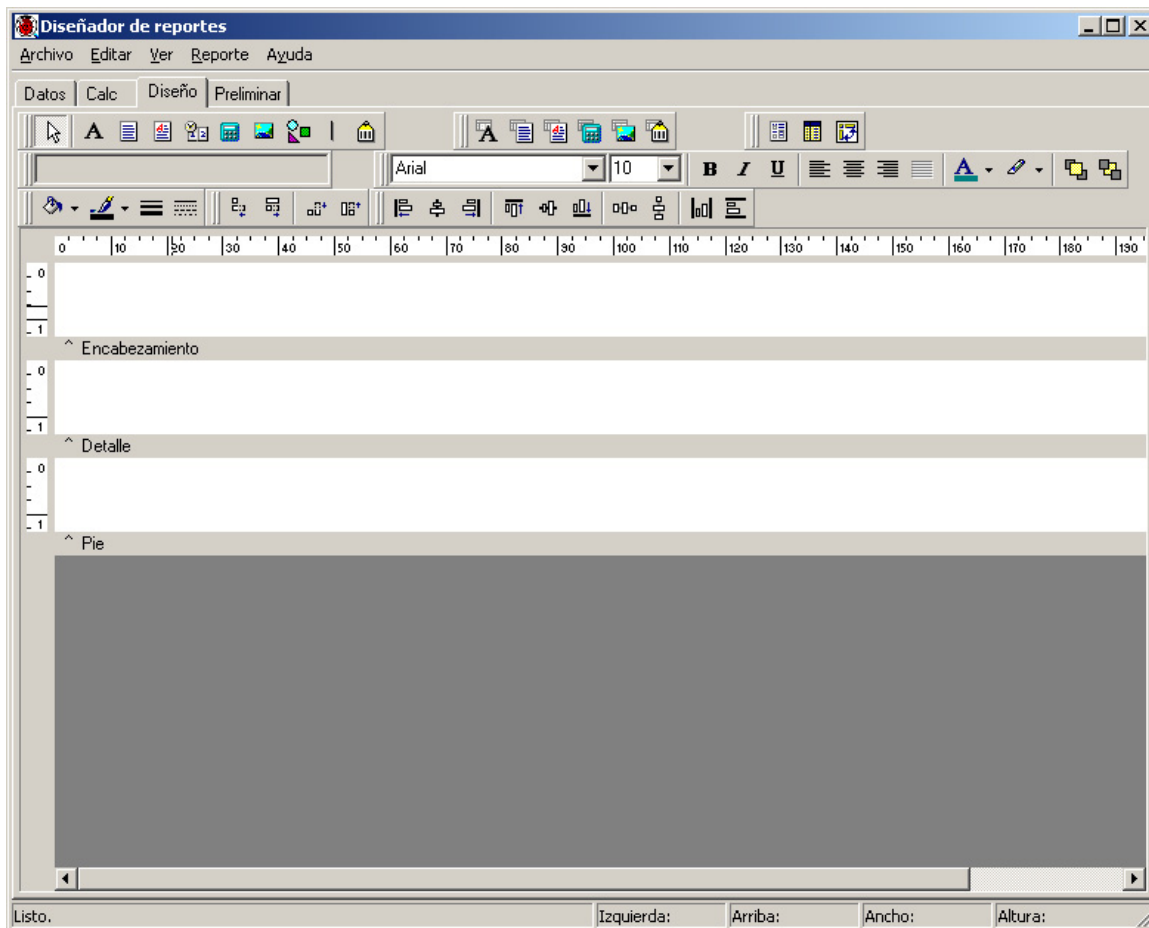 Diseñador de reportes
Archivo Editar Ver Reporte Ayuda
Datos Calc Diseño Preliminar
Arial 10 B I U A
0 10 20 30 40 50 60 70 80 90 100 110 120 130 140 150 160 170 180 190
0
1
^ Encabezamiento
0
1
^ Detalle
0
1
^ Pie
Listo. Izquierda: Arriba: Ancho: Altura: